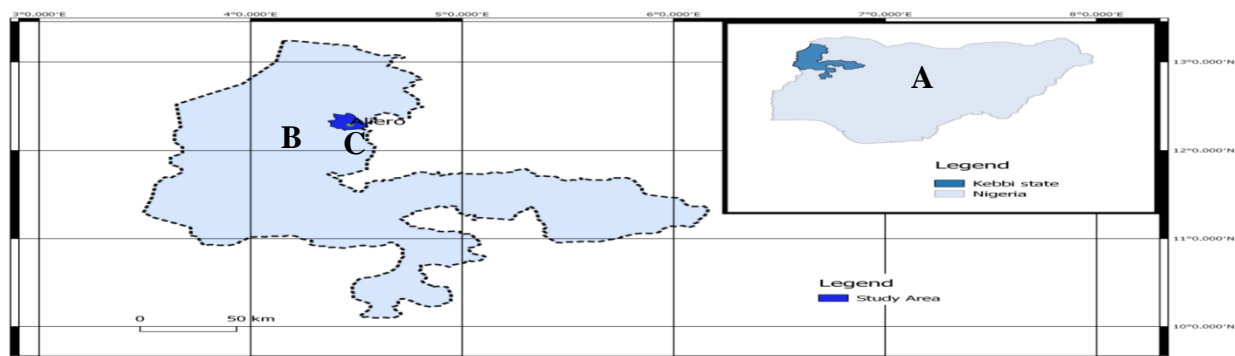 3°0.000'E 4°0.000'E 5°0.000'E 6°0.000'E 7°0.000'E 8°0.000'E
A
13°0.000'N
Aliero
B C
12°0.000'N
Legend
Kebbi state
Nigeria
11°0.000'N
Legend
Study Area
0 50 km
10°0.000'N